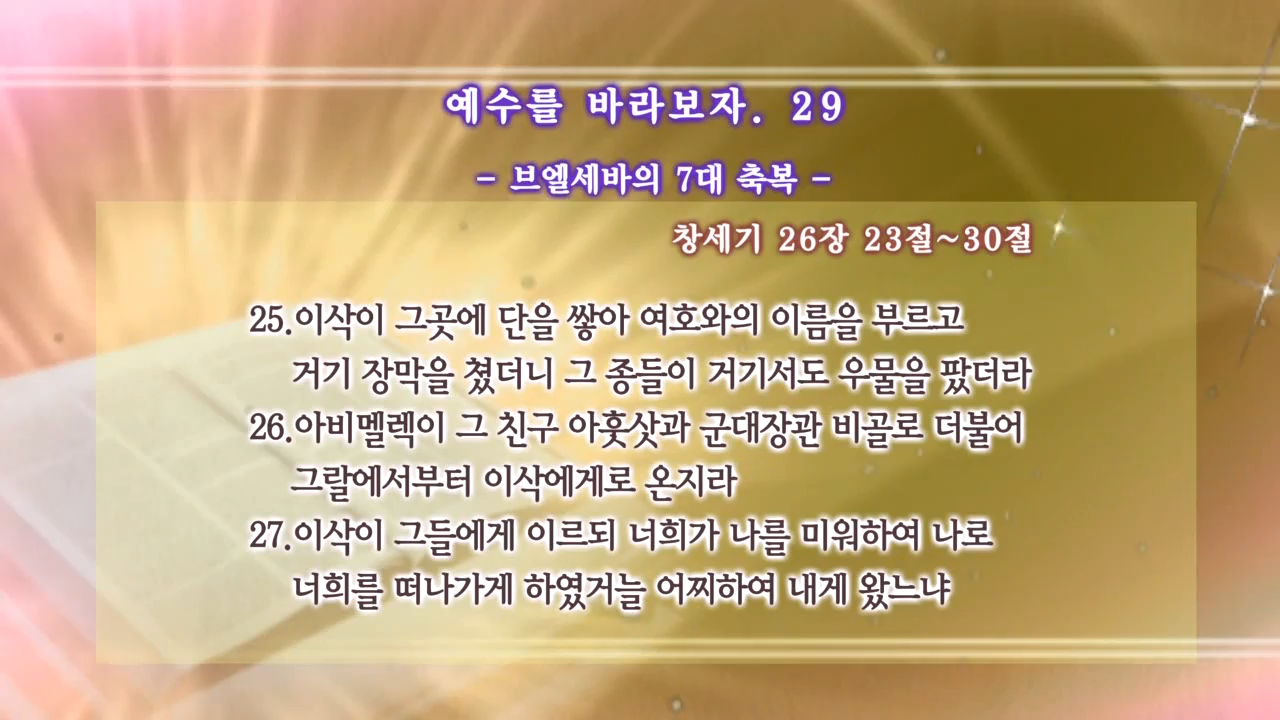 예수를 바라보자. 29
- 브엘세바의 7대 축복 -
창세기 26장 23절~30절
25.이삭이 그곳에 단을 쌓아 여호와의 이름을 부르고
거기 장막을 쳤더니 그 종들이 거기서도 우물을 팠더라
26.아비멜렉이 그 친구 아훗삿과 군대장관 비골로 더불어
그랄에서부터 이삭에게로 온지라
27.이삭이 그들에게 이르되 너희가 나를 미워하여 나로
너희를 떠나가게 하였거늘 어찌하여 내게 왔느냐